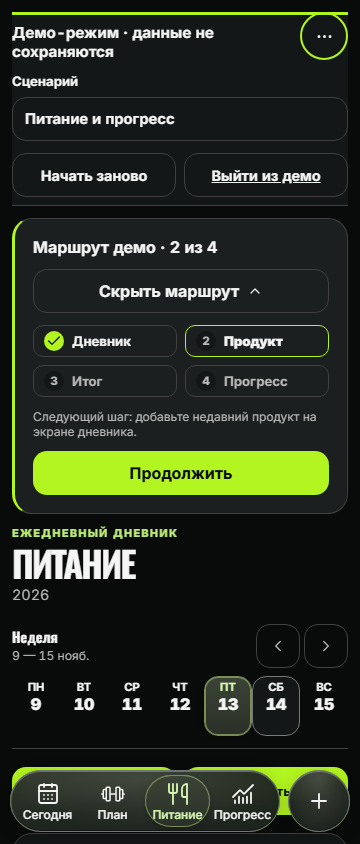 Демо-режим · данные не
сохраняются
Сценарий
Питание и прогресс
Начать заново
Выйти из демо
Маршрут демо · 2 из 4
Скрыть маршрут
Дневник
2 Продукт
3 Итог
4 Прогресс
Следующий шаг: добавьте недавний продукт на
экране дневника.
Продолжить
ЕЖЕДНЕВНЫЙ ДНЕВНИК
ПИТАНИЕ
2026
Неделя
9 — 15 нояб.
ПН ВТ СР ЧТ ПТ СБ ВС
9 10 11 12 13 14 15
Сегодня План Питание Прогресс